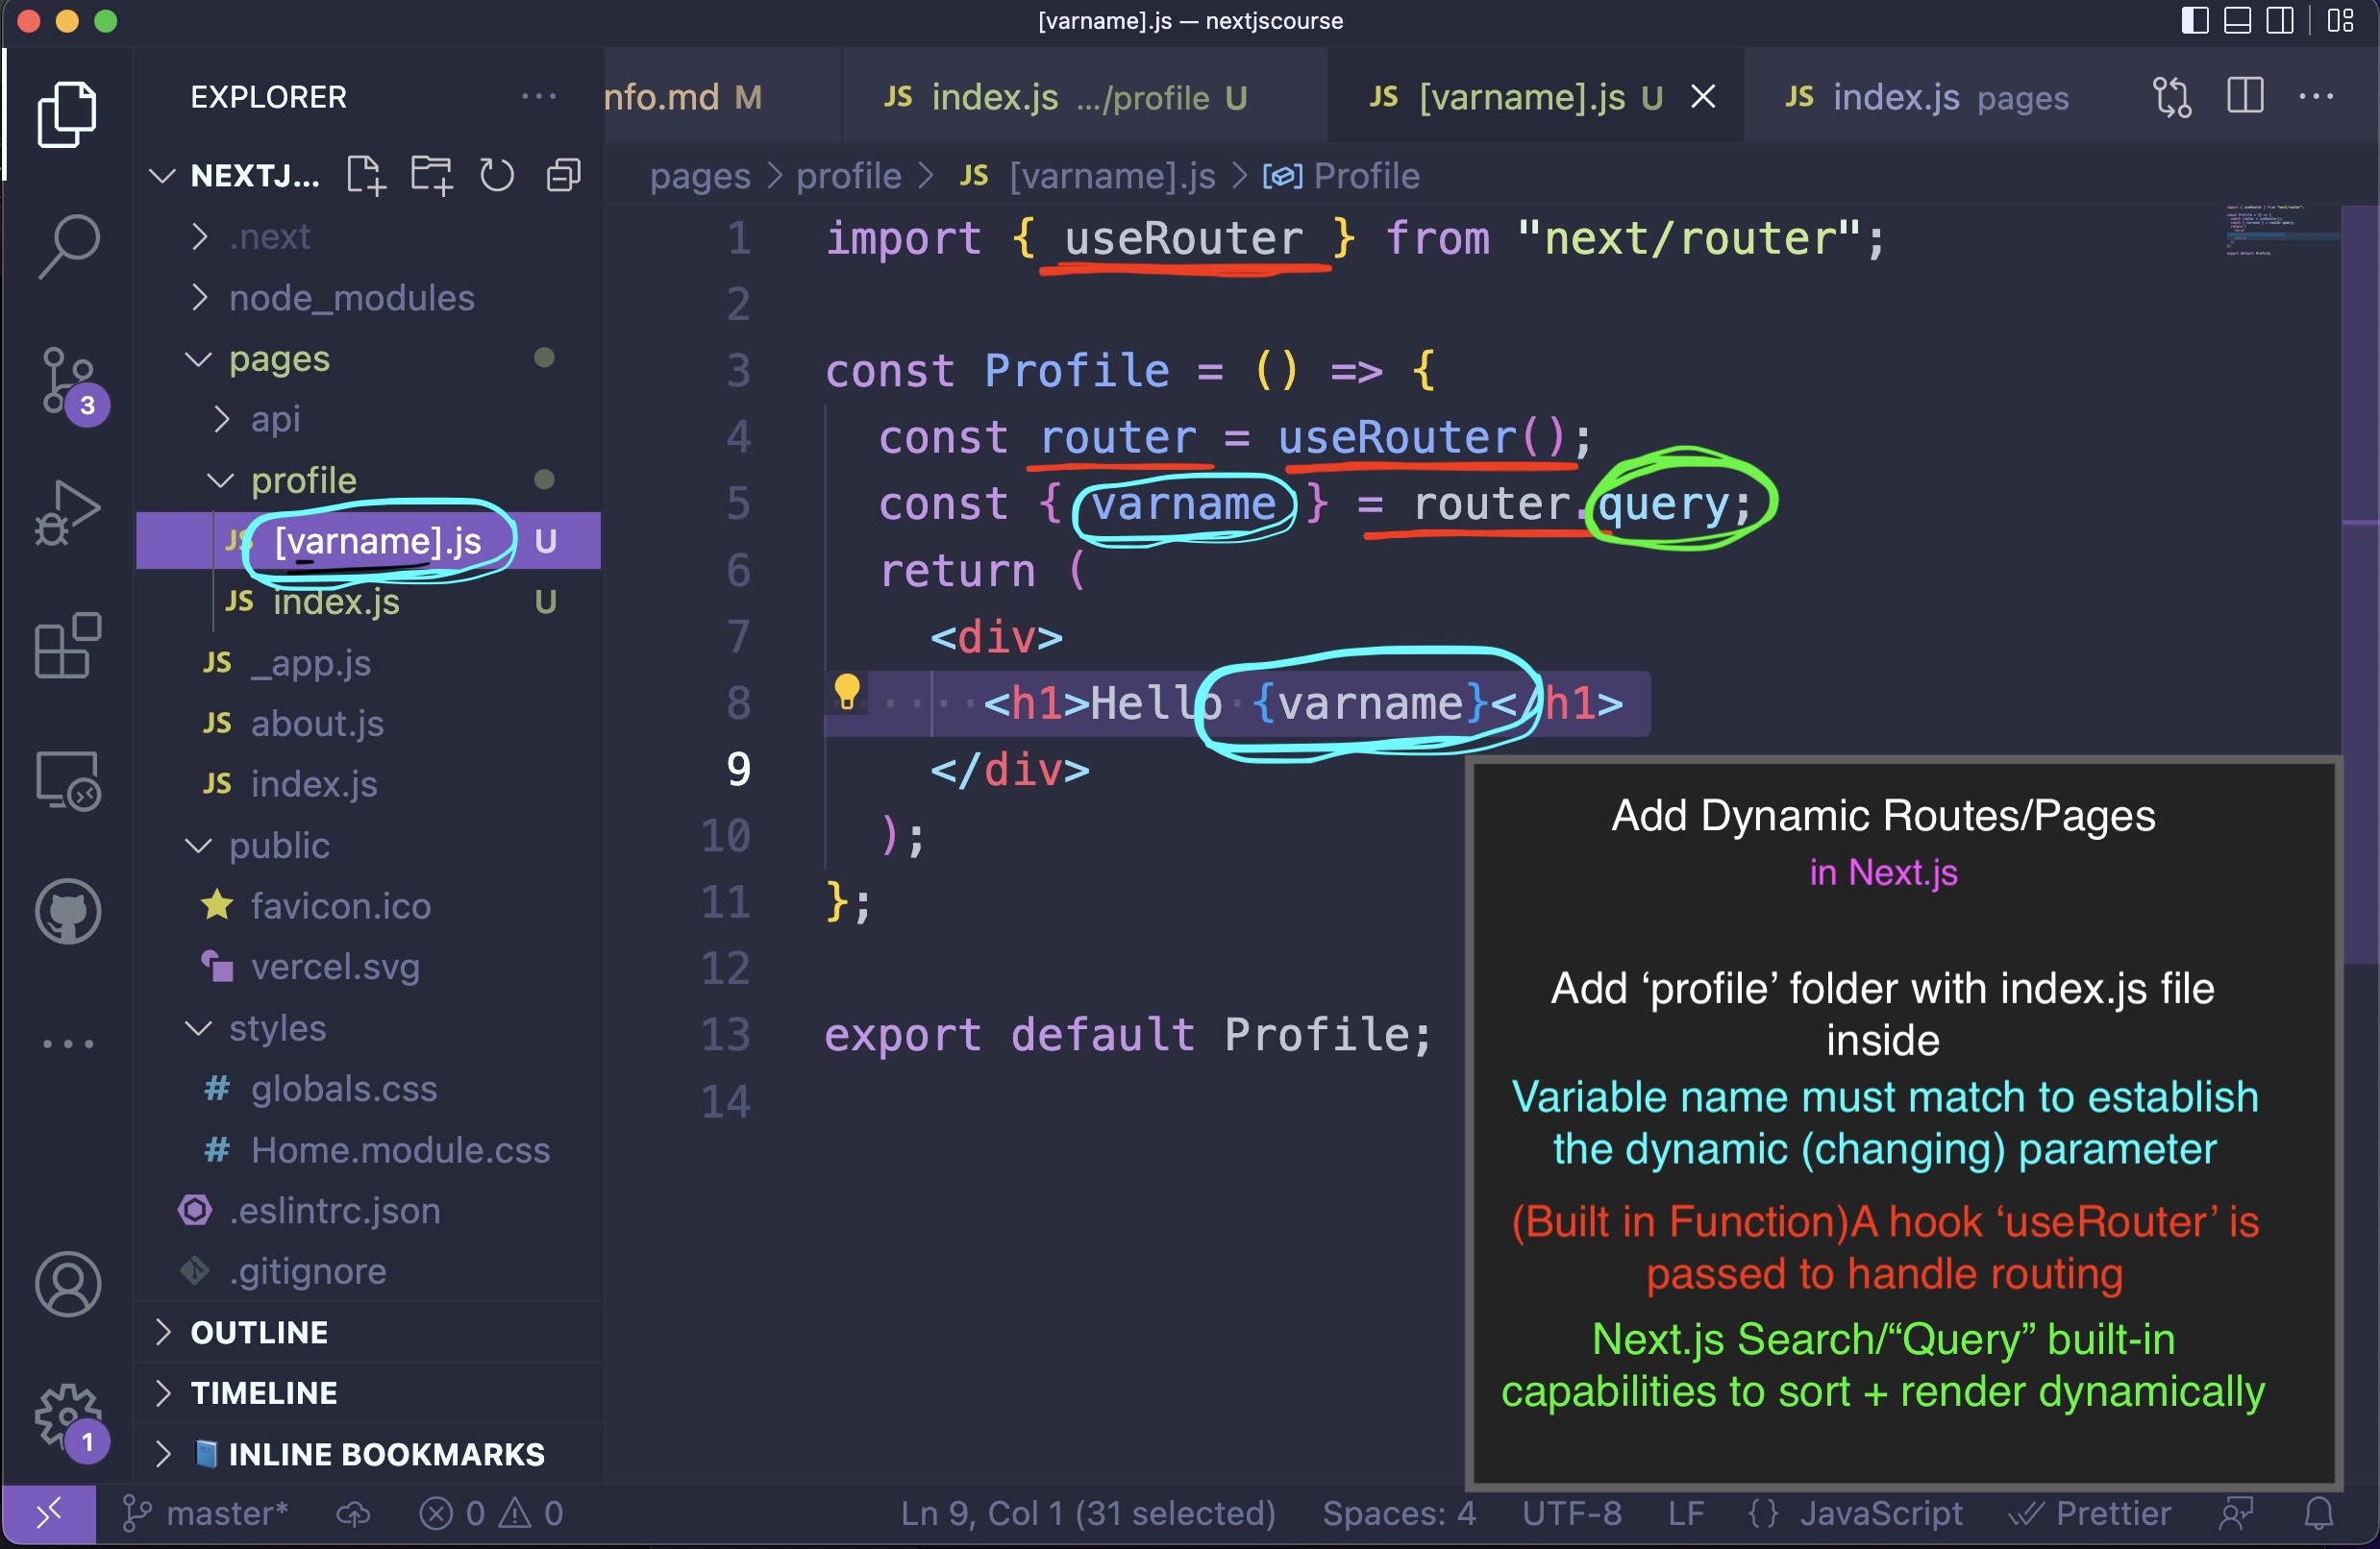 [varname].js — nextjscourse
EXPLORER
NEXTJ...
.next
node_modules
pages
api
profile
JS [varname].js U
JS index.js U
JS _app.js
JS about.js
JS index.js
public
favicon.ico
vercel.svg
styles
# globals.css
# Home.module.css
.eslintrc.json
.gitignore
OUTLINE
TIMELINE
INLINE BOOKMARKS
3
1
nfo.md M
JS index.js .../profile U
JS [varname].js U
JS index.js pages
pages > profile > JS [varname].js > Profile
1 import { useRouter } from "next/router";
2
3 const Profile = () => {
4 const router = useRouter();
5 const { varname } = router.query;
6 return (
7 <div>
8 <h1>Hello {varname}</h1>
9 </div>
10 );
11 };
12
13 export default Profile;
14
Add Dynamic Routes/Pages
in Next.js
Add ‘profile’ folder with index.js file
inside
Variable name must match to establish
the dynamic (changing) parameter
(Built in Function)A hook ‘useRouter’ is
passed to handle routing
Next.js Search/“Query” built-in
capabilities to sort + render dynamically
master* 0 0 Ln 9, Col 1 (31 selected) Spaces: 4 UTF-8 LF {} JavaScript Prettier